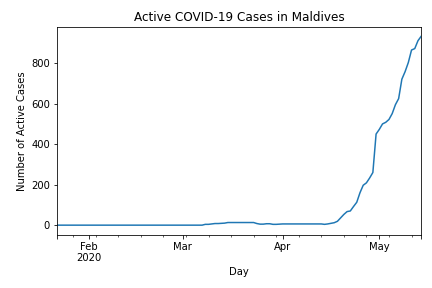 Active COVID-19 Cases in Maldives
Number of Active Cases
800
600
400
200
0
Feb Mar Apr May
2020
Day